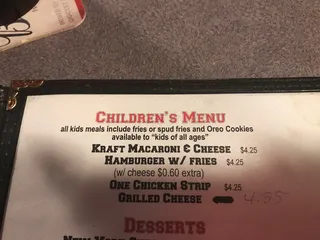 CHILDREN'S MENU
all kids meals include fries or spud fries and Oreo Cookies
available to "kids of all ages"
KRAFT MACARONI & CHEESE $4.25
HAMBURGER W/ FRIES $4.25
(w/ cheese $0.60 extra)
ONE CHICKEN STRIP $4.25
GRILLED CHEESE 4.25
DESSERTS